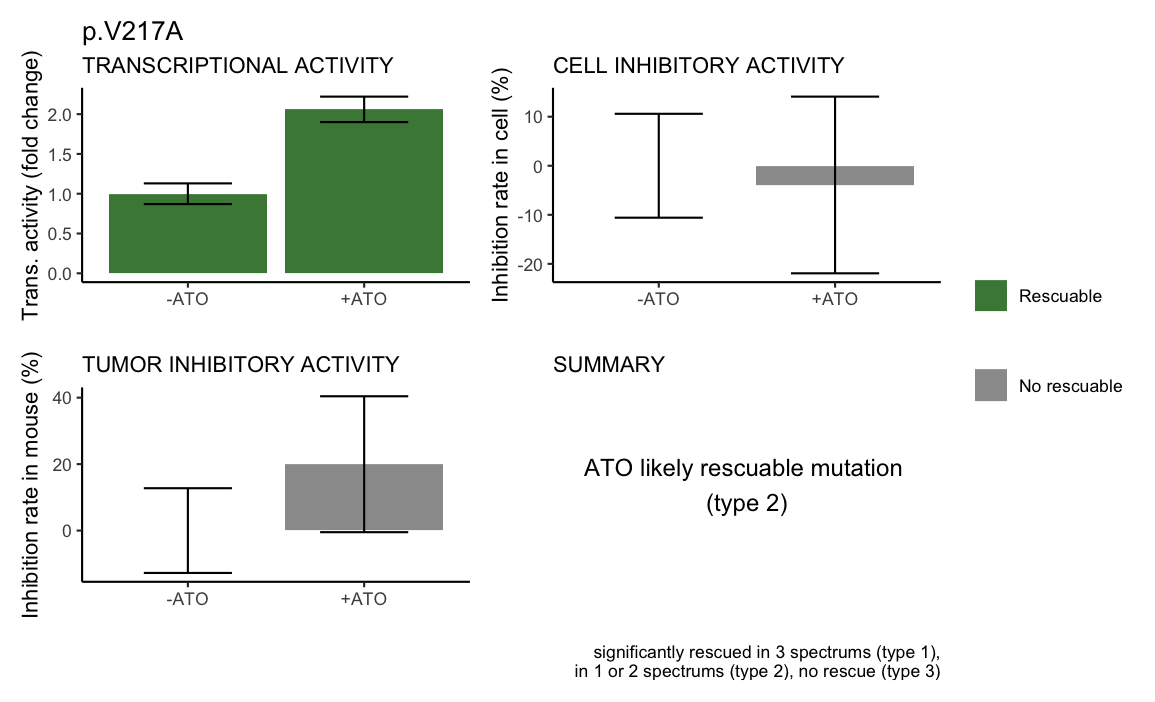 p.V217A
TRANSCRIPTIONAL ACTIVITY
Trans. activity (fold change)
2.0
1.5
1.0
0.5
0.0
-ATO
+ATO
CELL INHIBITORY ACTIVITY
Inhibition rate in cell (%)
10
0
-10
-20
-ATO
+ATO
Rescuable
No rescuable
TUMOR INHIBITORY ACTIVITY
Inhibition rate in mouse (%)
40
20
0
-ATO
+ATO
SUMMARY
ATO likely rescuable mutation
(type 2)
significantly rescued in 3 spectrums (type 1),
in 1 or 2 spectrums (type 2), no rescue (type 3)